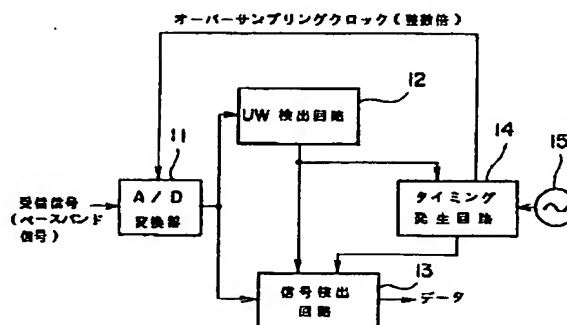 オーバーサンプリングクロック(整数倍)
12
UW 検出回路
11
A/D
変換器
受信信号
(ベースバンド
信号)
14
タイミング
発生回路
15
13
信号検出
回路
データ